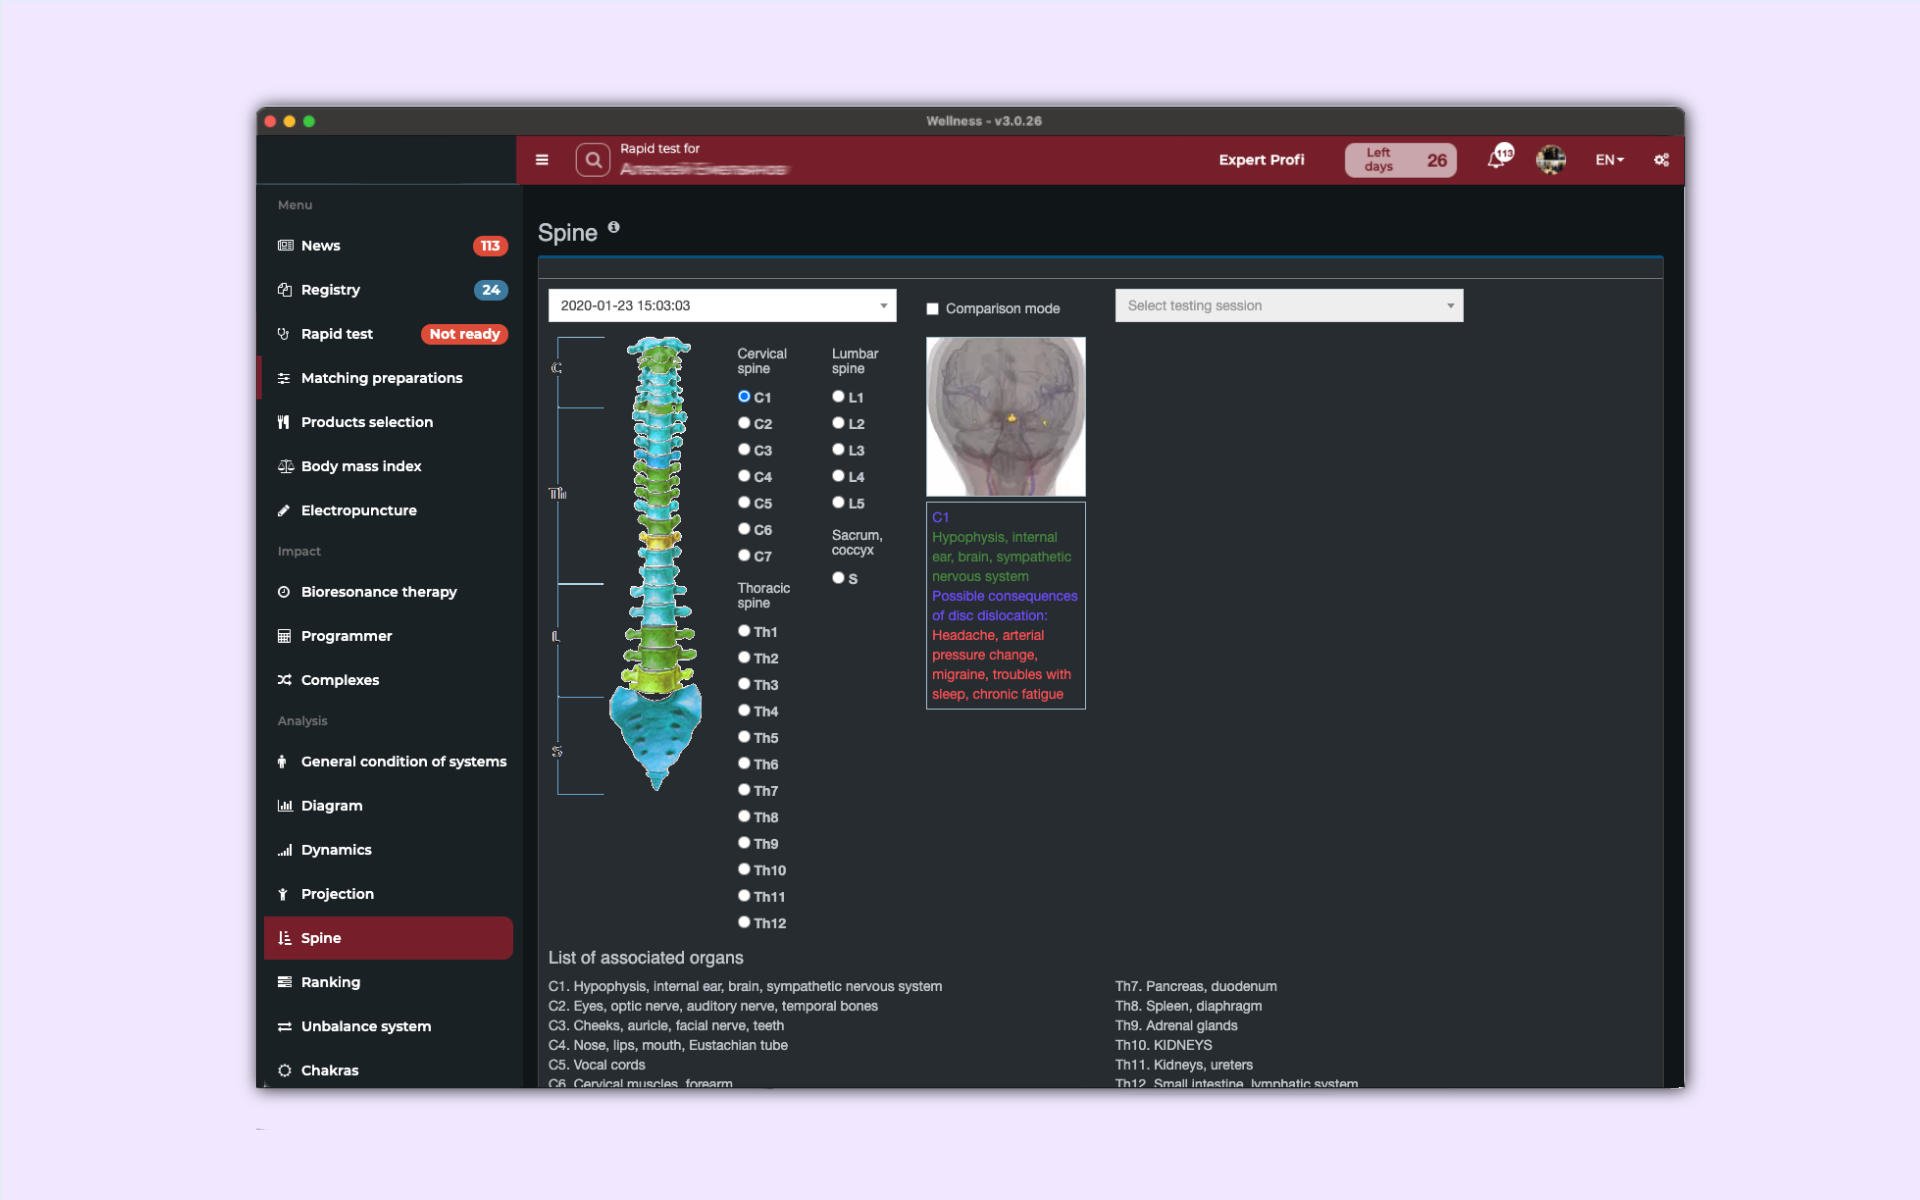 Wellness - v3.0.26
Rapid test for
Expert Profi
Left days 26
113
EN
Menu
News 113
Registry 24
Rapid test Not ready
Matching preparations
Products selection
Body mass index
Electropuncture
Impact
Bioresonance therapy
Programmer
Complexes
Analysis
General condition of systems
Diagram
Dynamics
Projection
Spine
Ranking
Unbalance system
Chakras
Spine
2020-01-23 15:03:03
Comparison mode
Select testing session
C
Th
L
S
Cervical
spine
C1
C2
C3
C4
C5
C6
C7
Thoracic
spine
Th1
Th2
Th3
Th4
Th5
Th6
Th7
Th8
Th9
Th10
Th11
Th12
Lumbar
spine
L1
L2
L3
L4
L5
Sacrum,
coccyx
S
C1
Hypophysis, internal
ear, brain, sympathetic
nervous system
Possible consequences
of disc dislocation:
Headache, arterial
pressure change,
migraine, troubles with
sleep, chronic fatigue
List of associated organs
C1. Hypophysis, internal ear, brain, sympathetic nervous system
C2. Eyes, optic nerve, auditory nerve, temporal bones
C3. Cheeks, auricle, facial nerve, teeth
C4. Nose, lips, mouth, Eustachian tube
C5. Vocal cords
C6. Cervical muscles, forearm
Th7. Pancreas, duodenum
Th8. Spleen, diaphragm
Th9. Adrenal glands
Th10. KIDNEYS
Th11. Kidneys, ureters
Th12. Small intestine, lymphatic system